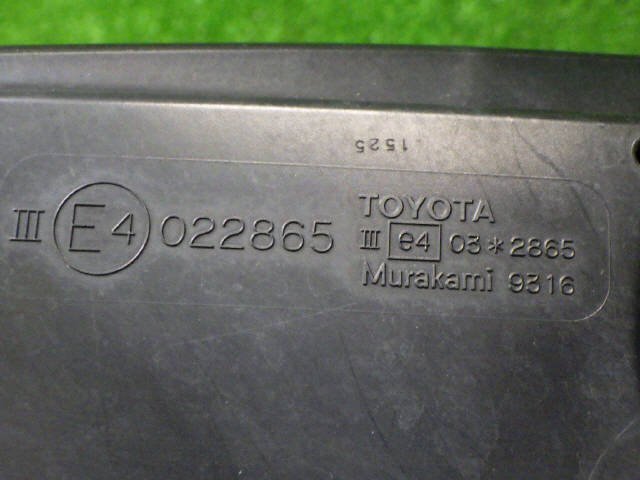 1525
III E4 022865
TOYOTA
III e4 03*2865
Murakami 9316